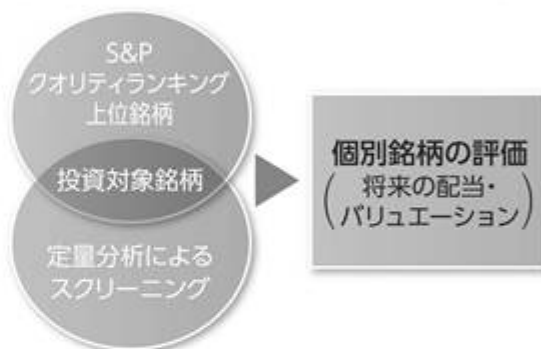 S&P
クオリティランキング
上位銘柄
投資対象銘柄
定量分析による
スクリーニング
個別銘柄の評価
(将来の配当・
バリュエーション)